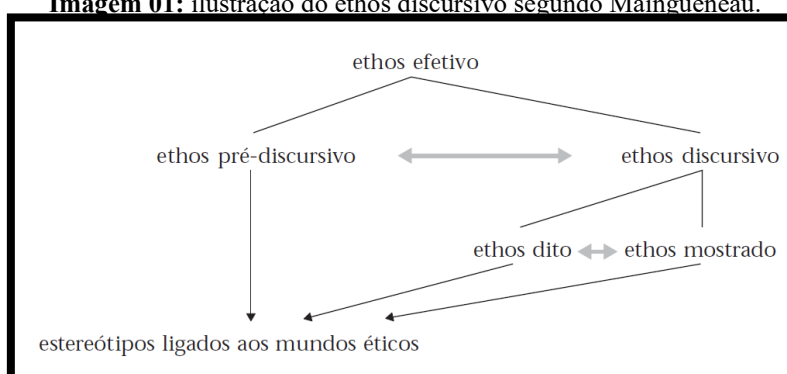 Imagem 01: ilustração do ethos discursivo segundo Maingueneau.
ethos efetivo
ethos pré-discursivo ethos discursivo
ethos dito ethos mostrado
estereótipos ligados aos mundos éticos